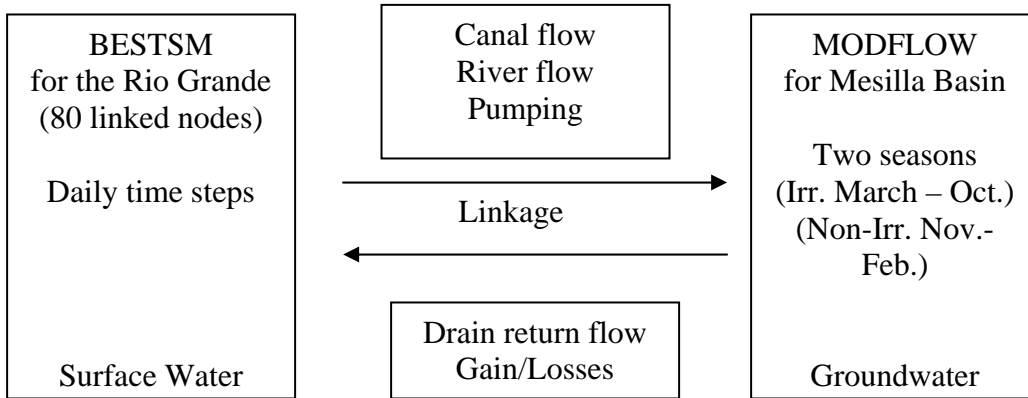 BESTSM
for the Rio Grande
(80 linked nodes)
Daily time steps
Surface Water
Canal flow
River flow
Pumping
Linkage
Drain return flow
Gain/Losses
MODFLOW
for Mesilla Basin
Two seasons
(Irr. March – Oct.)
(Non-Irr. Nov.-
Feb.)
Groundwater